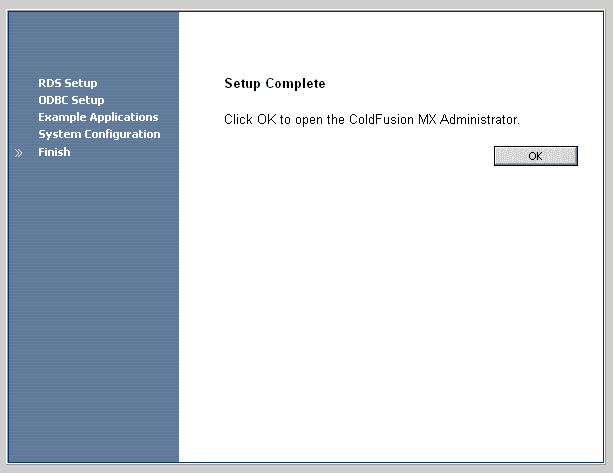 RDS Setup
ODBC Setup
Example Applications
System Configuration
Finish
Setup Complete
Click OK to open the ColdFusion MX Administrator.
OK